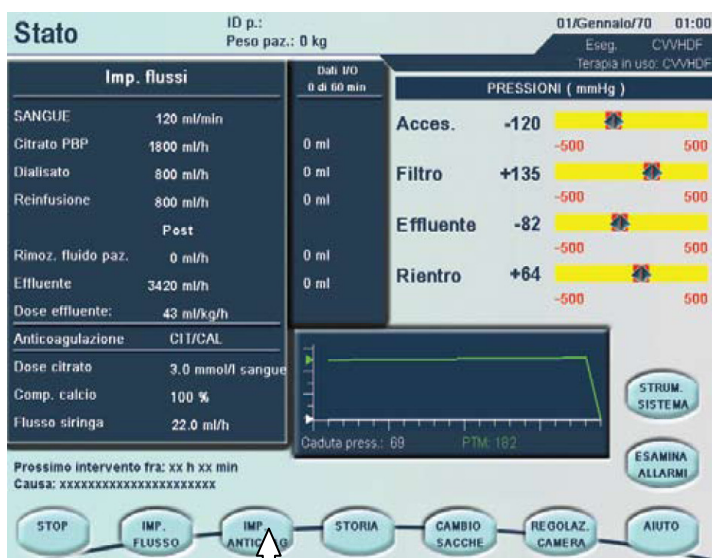 Stato
ID p.:
Peso paz.: 0 kg
01/Gennaio/70 01:00
Eseg. CVVHDF
Terapia in uso: CVVHDF
Imp. flussi
Dati I/O
0 di 60 min
SANGUE 120 ml/min
Citrato PBP 1800 ml/h 0 ml
Dialisato 800 ml/h 0 ml
Reinfusione 800 ml/h 0 ml
Post
Rimoz. fluido paz. 0 ml/h 0 ml
Effluente 3420 ml/h 0 ml
Dose effluente: 43 ml/kg/h
Anticoagulazione CIT/CAL
Dose citrato 3.0 mmol/l sangue
Comp. calcio 100 %
Flusso siringa 22.0 ml/h
PRESSIONI ( mmHg )
Acces. -120
-500 500
Filtro +135
-500 500
Effluente -82
-500 500
Rientro +64
-500 500
Caduta press.: 69 PTM: 182
STRUM.
SISTEMA
ESAMINA
ALLARMI
Prossimo intervento fra: xx h xx min
Causa: xxxxxxxxxxxxxxxxxxxxxxx
STOP
IMP.
FLUSSO
IMP.
STORIA
CAMBIO
SACCHE
REGOLAZ.
CAMERA
AIUTO